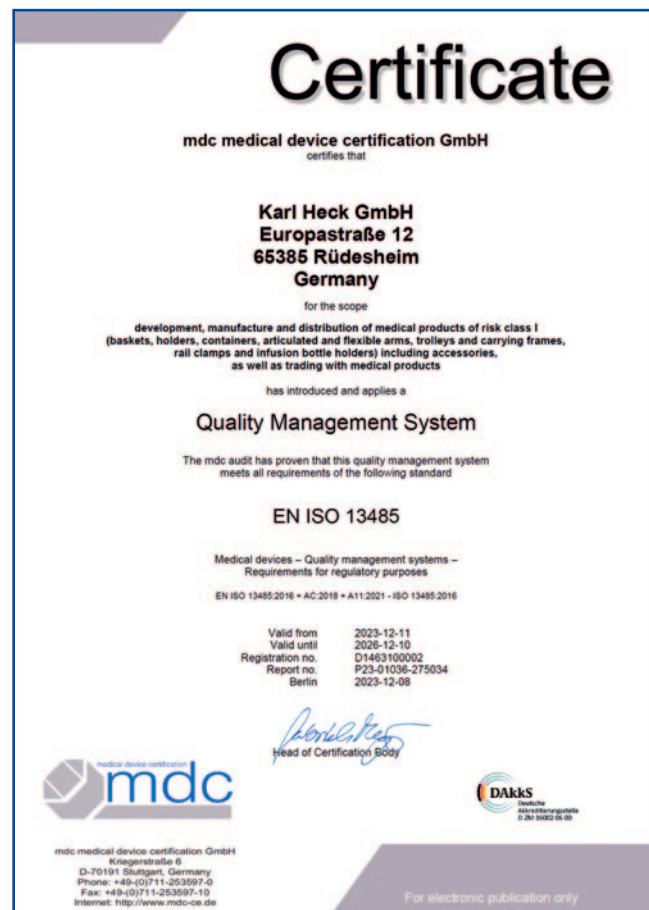 Certificate
mdc medical device certification GmbH
certifies that
Karl Heck GmbH
Europastraße 12
65385 Rüdesheim
Germany
for the scope
development, manufacture and distribution of medical products of risk class I
(baskets, holders, containers, articulated and flexible arms, trolleys and carrying frames,
rail clamps and infusion bottle holders) including accessories,
as well as trading with medical products
has introduced and applies a
Quality Management System
The mdc audit has proven that this quality management system
meets all requirements of the following standard
EN ISO 13485
Medical devices – Quality management systems –
Requirements for regulatory purposes
EN ISO 13485:2016 + AC:2018 + A11:2021 - ISO 13485:2016
Valid from 2023-12-11
Valid until 2026-12-10
Registration no. D1463100002
Report no. P23-01036-275034
Berlin 2023-12-08
Head of Certification Body
medical device certification
mdc
DAkkS
Deutsche
Akkreditierungsstelle
D-ZM-16002-06-00
mdc medical device certification GmbH
Kriegerstraße 6
D-70191 Stuttgart, Germany
Phone: +49-(0)711-253597-0
Fax: +49-(0)711-253597-10
Internet: http://www.mdc-ce.de
For electronic publication only